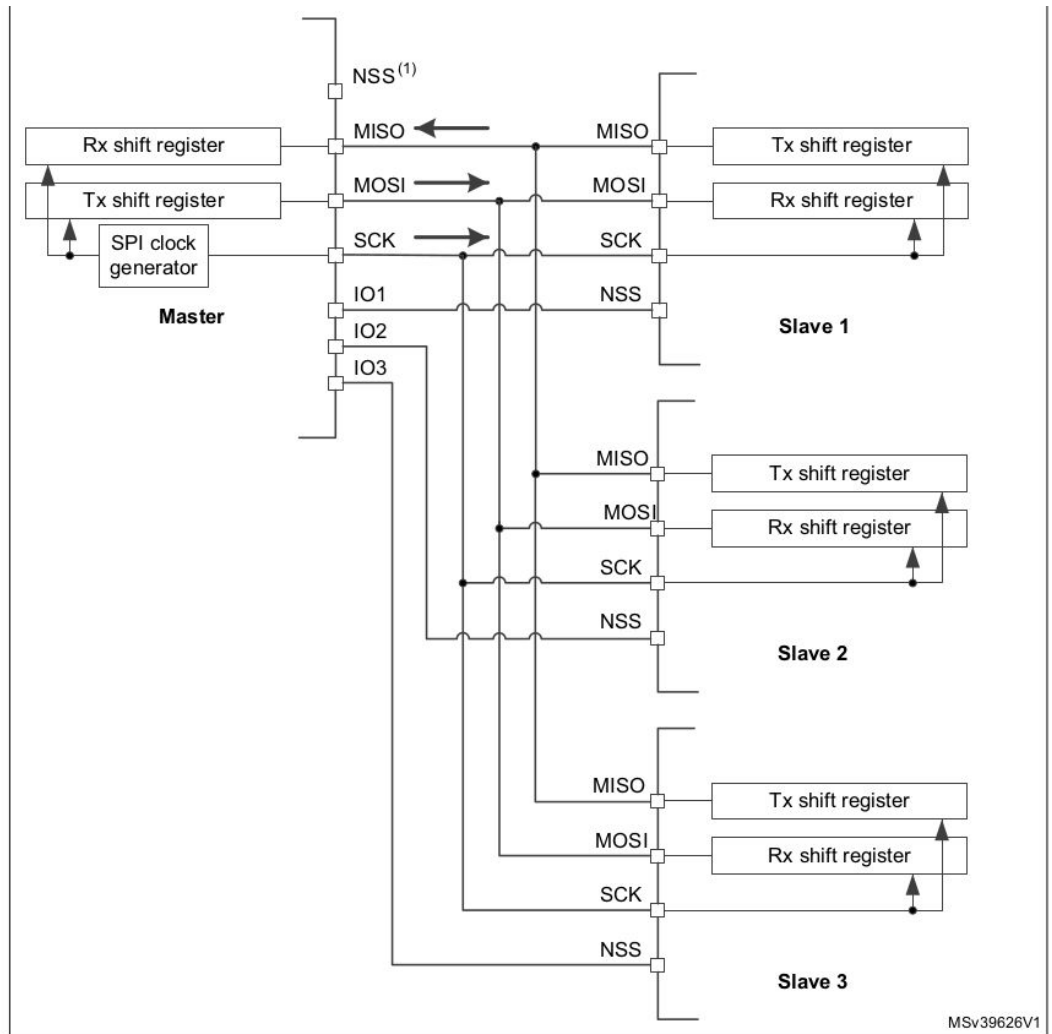 NSS(1)
MISO
MISO
Rx shift register
Tx shift register
MOSI
MOSI
Tx shift register
Rx shift register
SCK
SCK
SPI clock
generator
IO1
NSS
Master
Slave 1
IO2
IO3
MISO
Tx shift register
MOSI
Rx shift register
SCK
NSS
Slave 2
MISO
Tx shift register
MOSI
Rx shift register
SCK
NSS
Slave 3
MSv39626V1